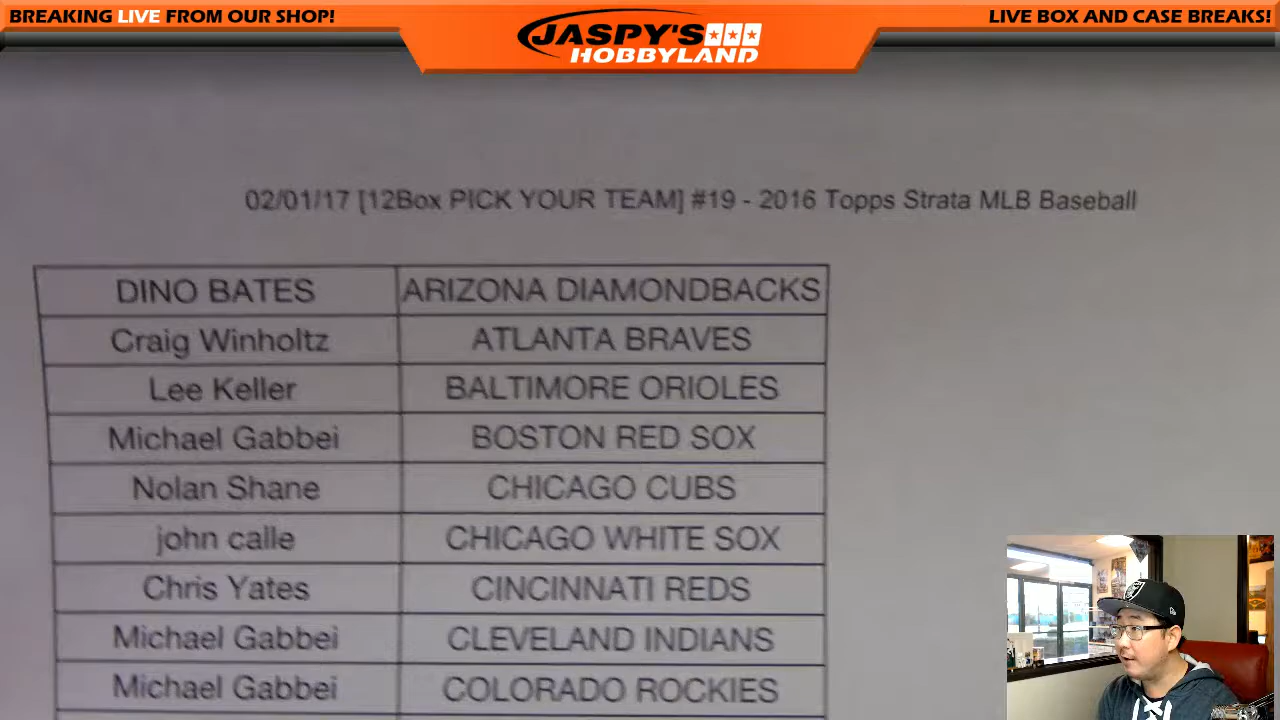 BREAKING LIVE FROM OUR SHOP!
JASPY'S
HOBBYLAND
LIVE BOX AND CASE BREAKS!
02/01/17 [12Box PICK YOUR TEAM] #19 - 2016 Topps Strata MLB Baseball
DINO BATES ARIZONA DIAMONDBACKS
Craig Winholtz ATLANTA BRAVES
Lee Keller BALTIMORE ORIOLES
Michael Gabbei BOSTON RED SOX
Nolan Shane CHICAGO CUBS
john calle CHICAGO WHITE SOX
Chris Yates CINCINNATI REDS
Michael Gabbei CLEVELAND INDIANS
Michael Gabbei COLORADO ROCKIES